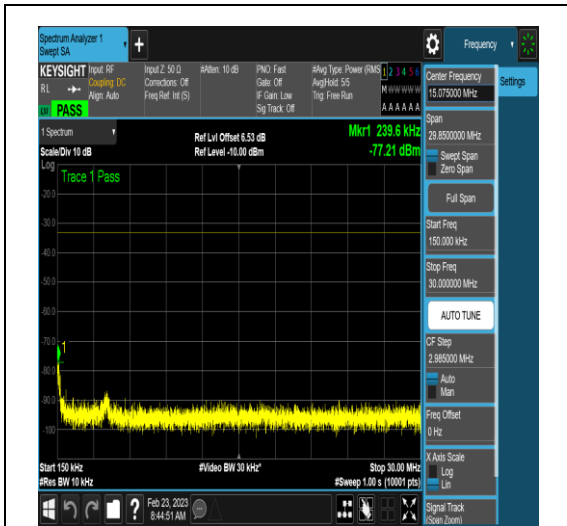 Spectrum Analyzer 1
Swept SA
+
Frequency
KEYSIGHT
RL
PASS
Input: RF
Coupling: DC
Align: Auto
Input Z: 50 Ω
Corrections: Off
Freq Ref: Int (S)
#Atten: 10 dB
PNO: Fast
Gate: Off
IF Gain: Low
Sig Track: Off
#Avg Type: Power (RMS
Avg|Hold: 5/5
Trig: Free Run
1 2 3 4 5 6
M W W W W W
A A A A A A
1 Spectrum
Scale/Div 10 dB
Ref Lvl Offset 6.53 dB
Ref Level -10.00 dBm
Mkr1 239.6 kHz
-77.21 dBm
Log
Trace 1 Pass
-20.0
-30.0
-40.0
-50.0
-60.0
-70.0
-80.0
-90.0
-100
1
Start 150 kHz
#Res BW 10 kHz
#Video BW 30 kHz*
Stop 30.00 MHz
#Sweep 1.00 s (10001 pts)
?
Feb 23, 2023
8:44:51 AM
Center Frequency
15.075000 MHz
Settings
Span
29.8500000 MHz
Swept Span
Zero Span
Full Span
Start Freq
150.000 kHz
Stop Freq
30.000000 MHz
AUTO TUNE
CF Step
2.985000 MHz
Auto
Man
Freq Offset
0 Hz
X Axis Scale
Log
Lin
Signal Track
(Span Zoom)